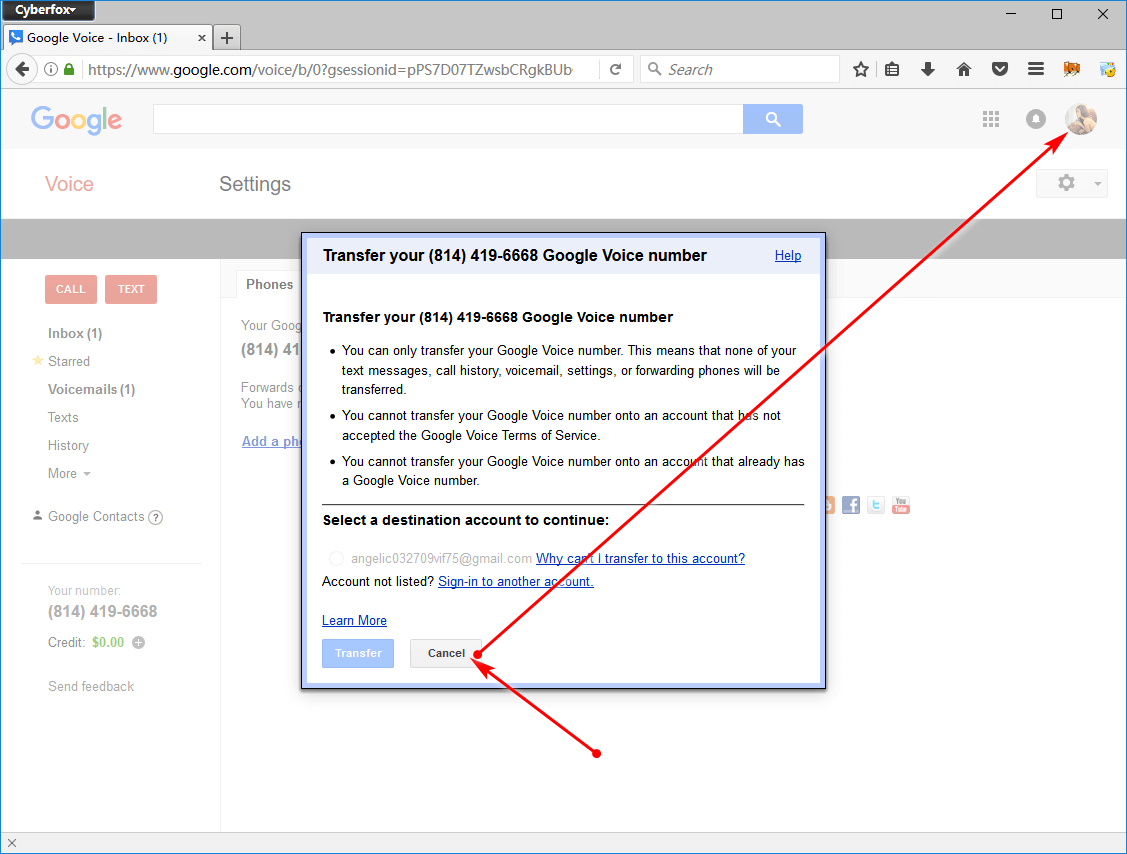 Cyberfox
Google Voice - Inbox (1)
https://www.google.com/voice/b/0?gsessionid=pPS7D07TZwsbCRgkBUb
Search
Google
Voice
Settings
Transfer your (814) 419-6668 Google Voice number
Help
CALL
TEXT
Phones
Inbox (1)
Starred
Voicemails (1)
Texts
History
More
Google Contacts ?
Your number:
(814) 419-6668
Credit: $0.00
Send feedback
Your Goog
(814) 41
Forwards
You have
Add a ph
Transfer your (814) 419-6668 Google Voice number
You can only transfer your Google Voice number. This means that none of your
text messages, call history, voicemail, settings, or forwarding phones will be
transferred.
You cannot transfer your Google Voice number onto an account that has not
accepted the Google Voice Terms of Service.
You cannot transfer your Google Voice number onto an account that already has
a Google Voice number.
Select a destination account to continue:
angelic032709vif75@gmail.com Why can't I transfer to this account?
Account not listed? Sign-in to another account.
Learn More
Transfer
Cancel
You Tube